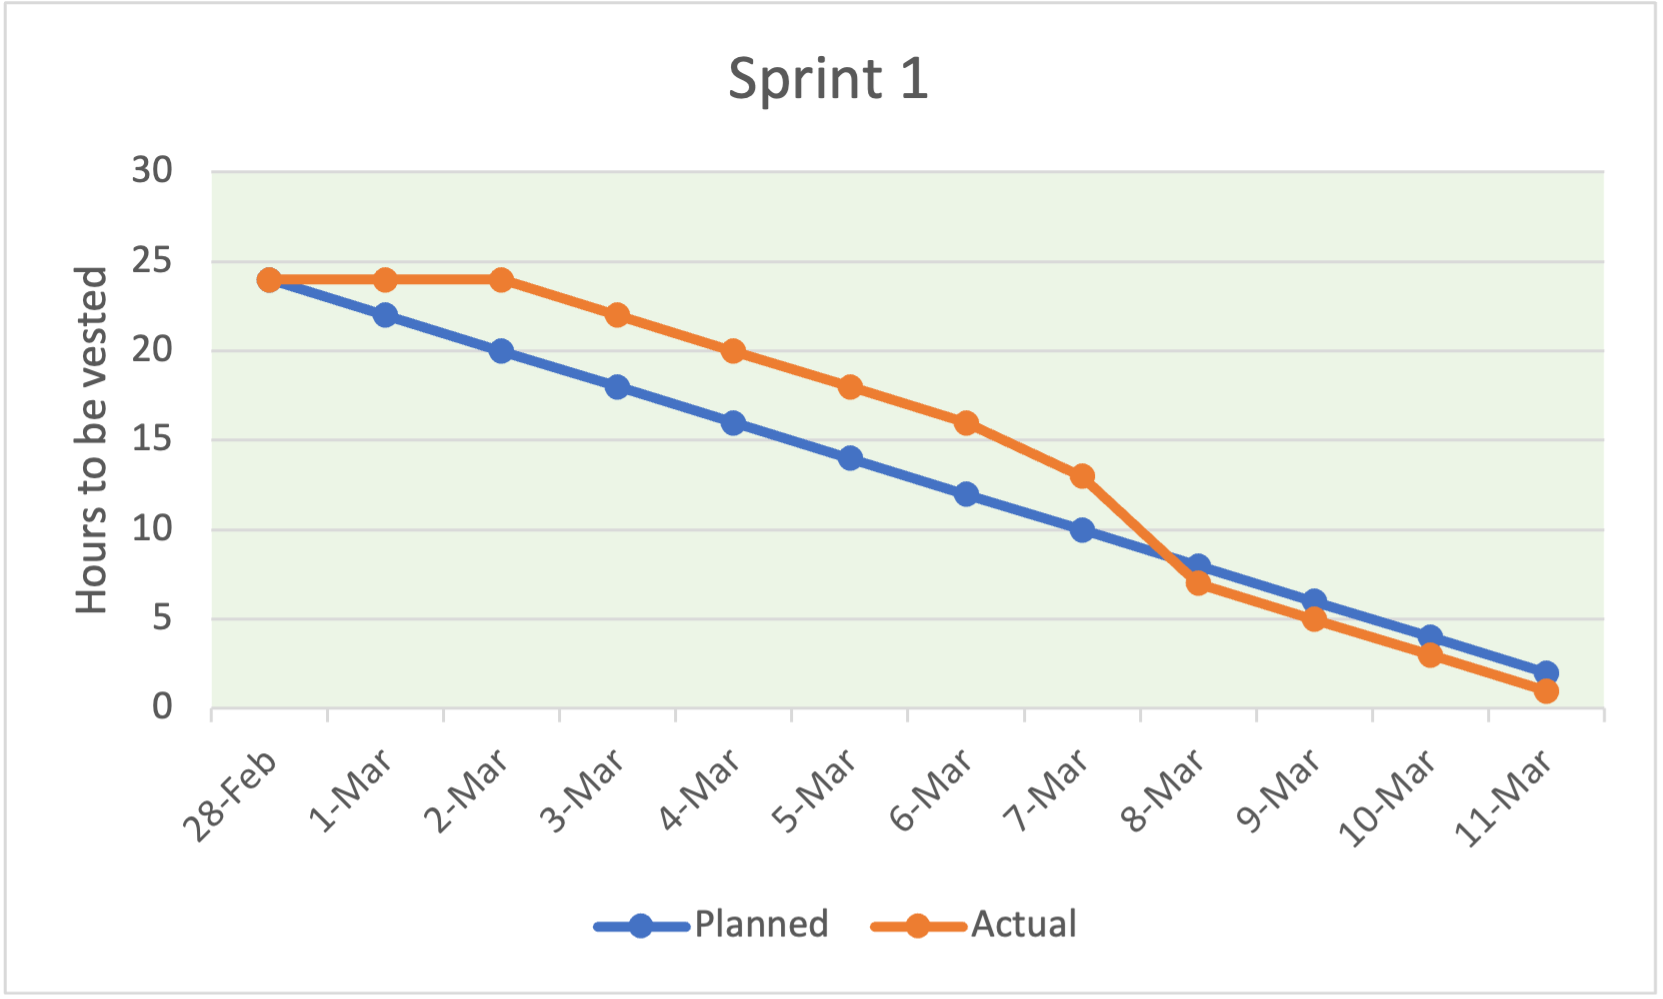 Sprint 1
Hours to be vested
30
25
20
15
10
5
0
28-Feb
1-Mar
2-Mar
3-Mar
4-Mar
5-Mar
6-Mar
7-Mar
8-Mar
9-Mar
10-Mar
11-Mar
Planned
Actual